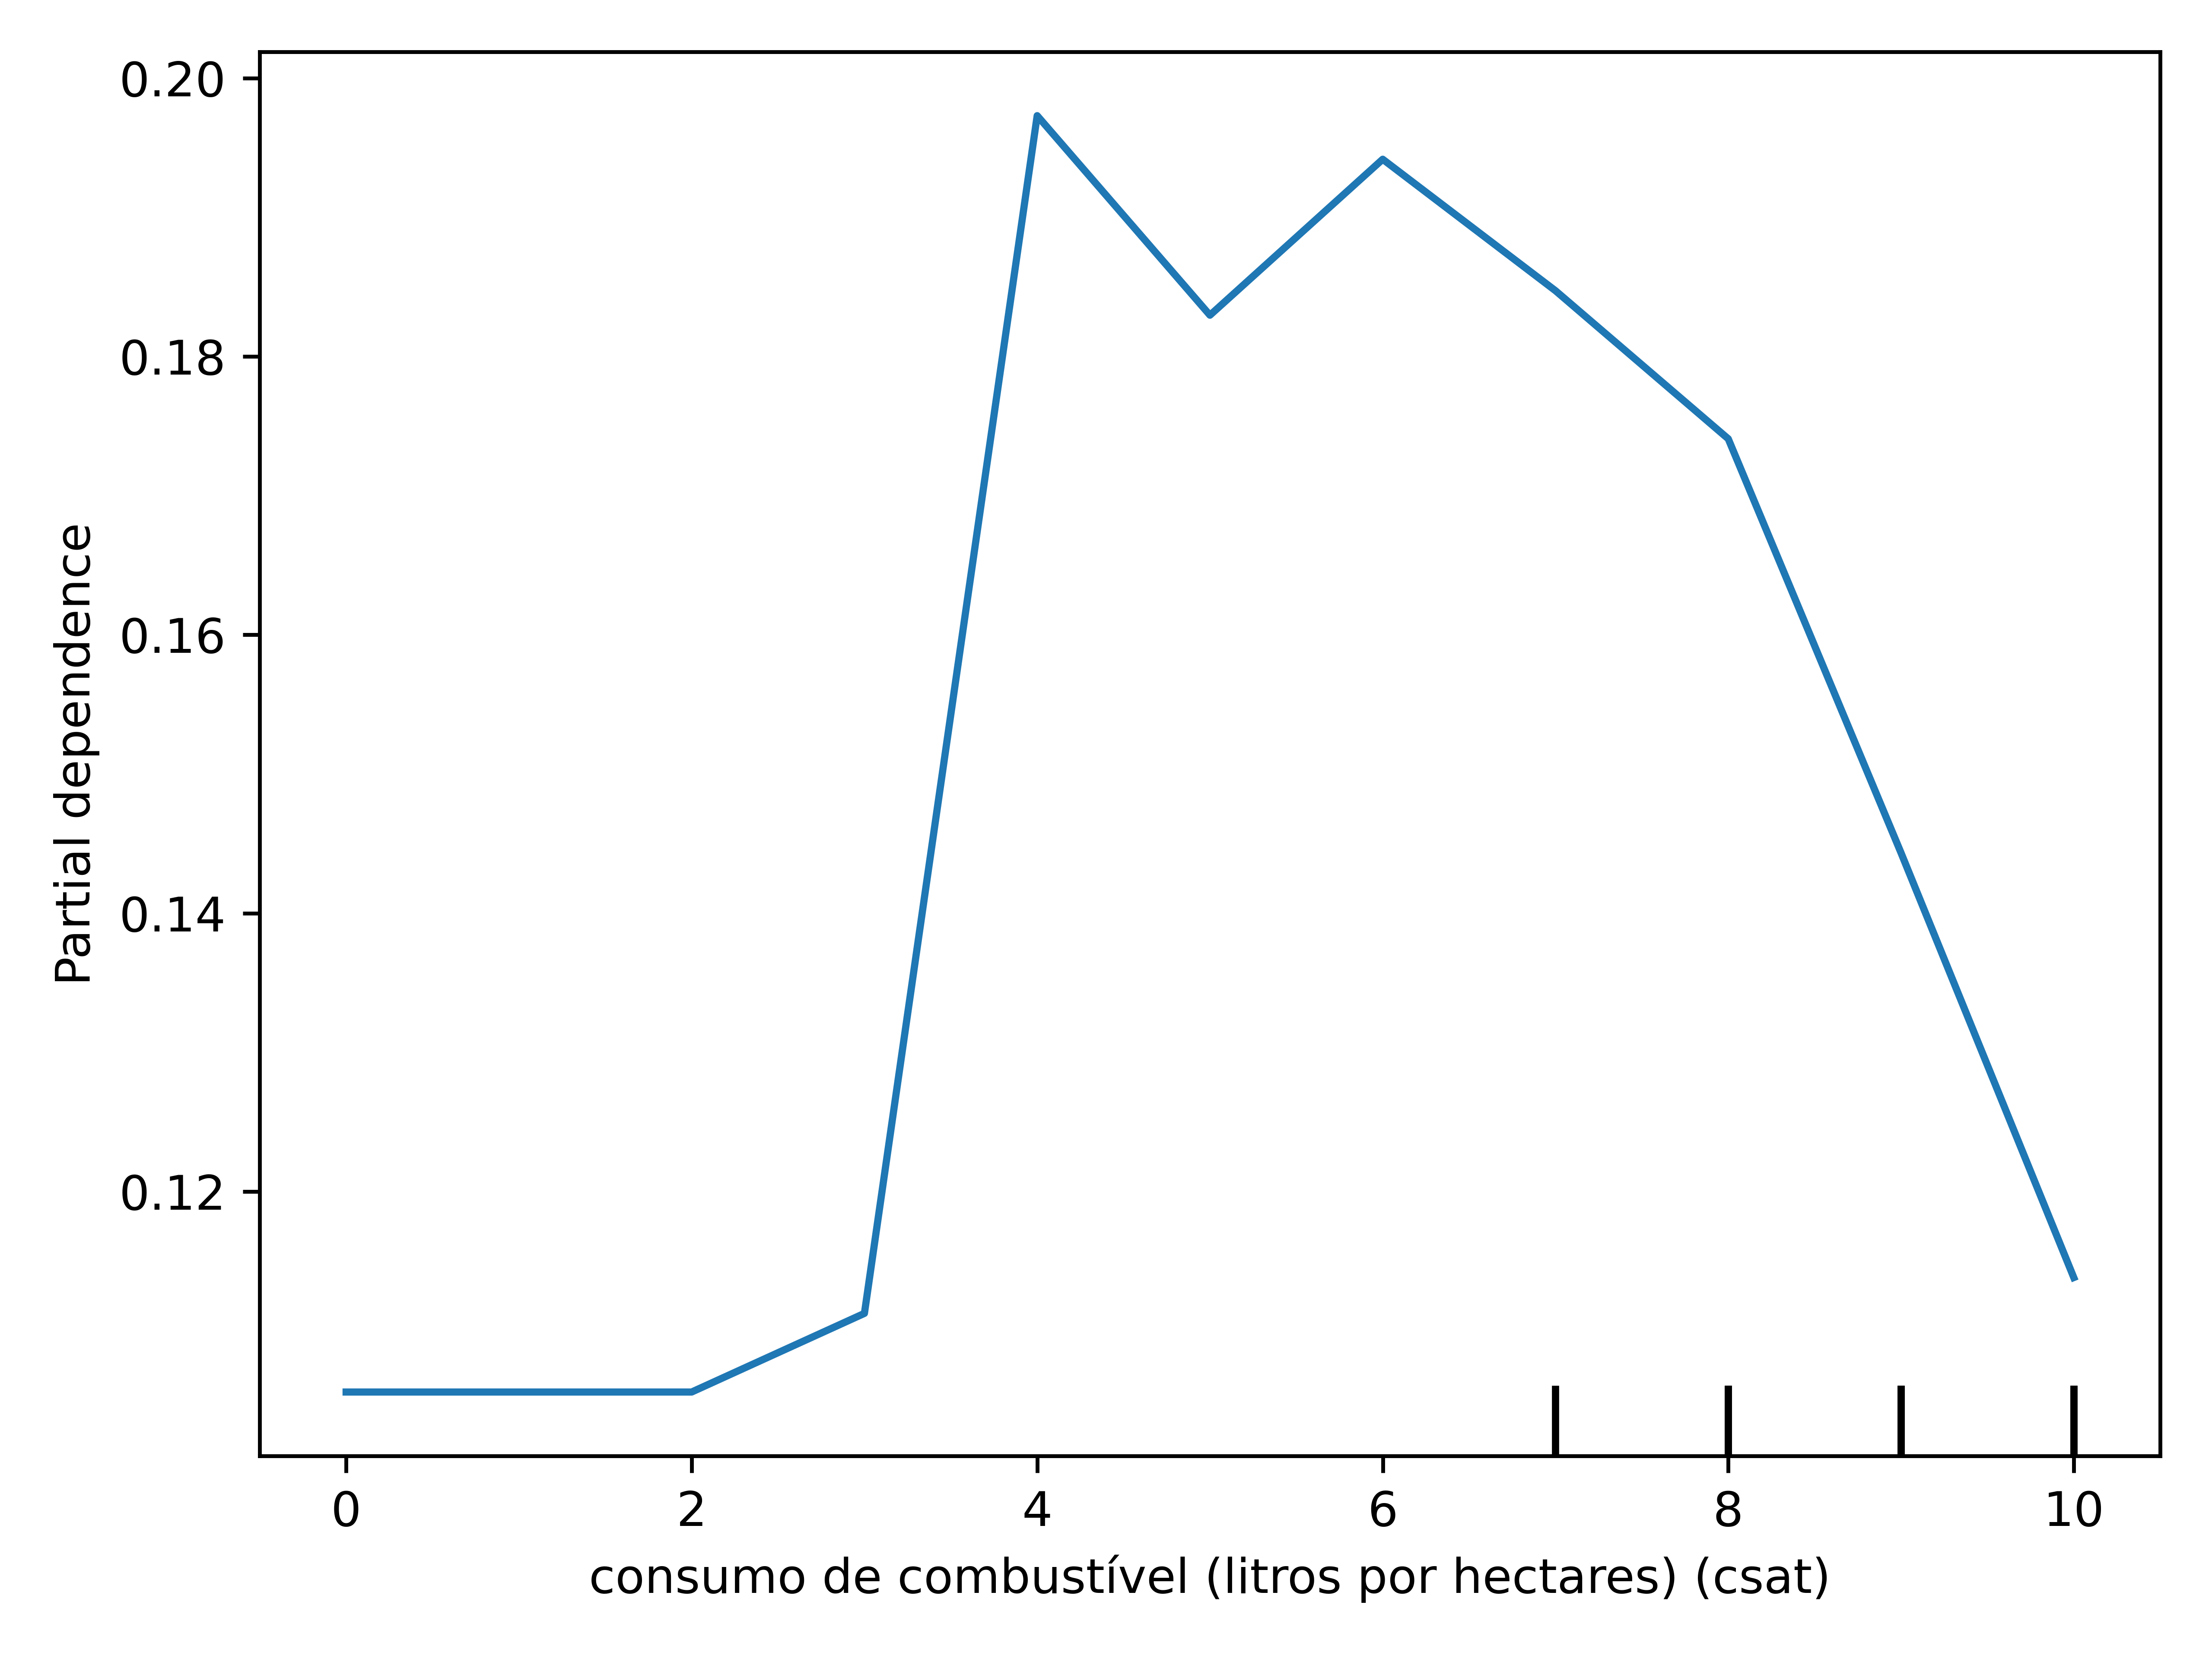 0.20
0.18
0.16
0.14
0.12
Partial dependence
0 2 4 6 8 10
consumo de combustível (litros por hectares) (csat)